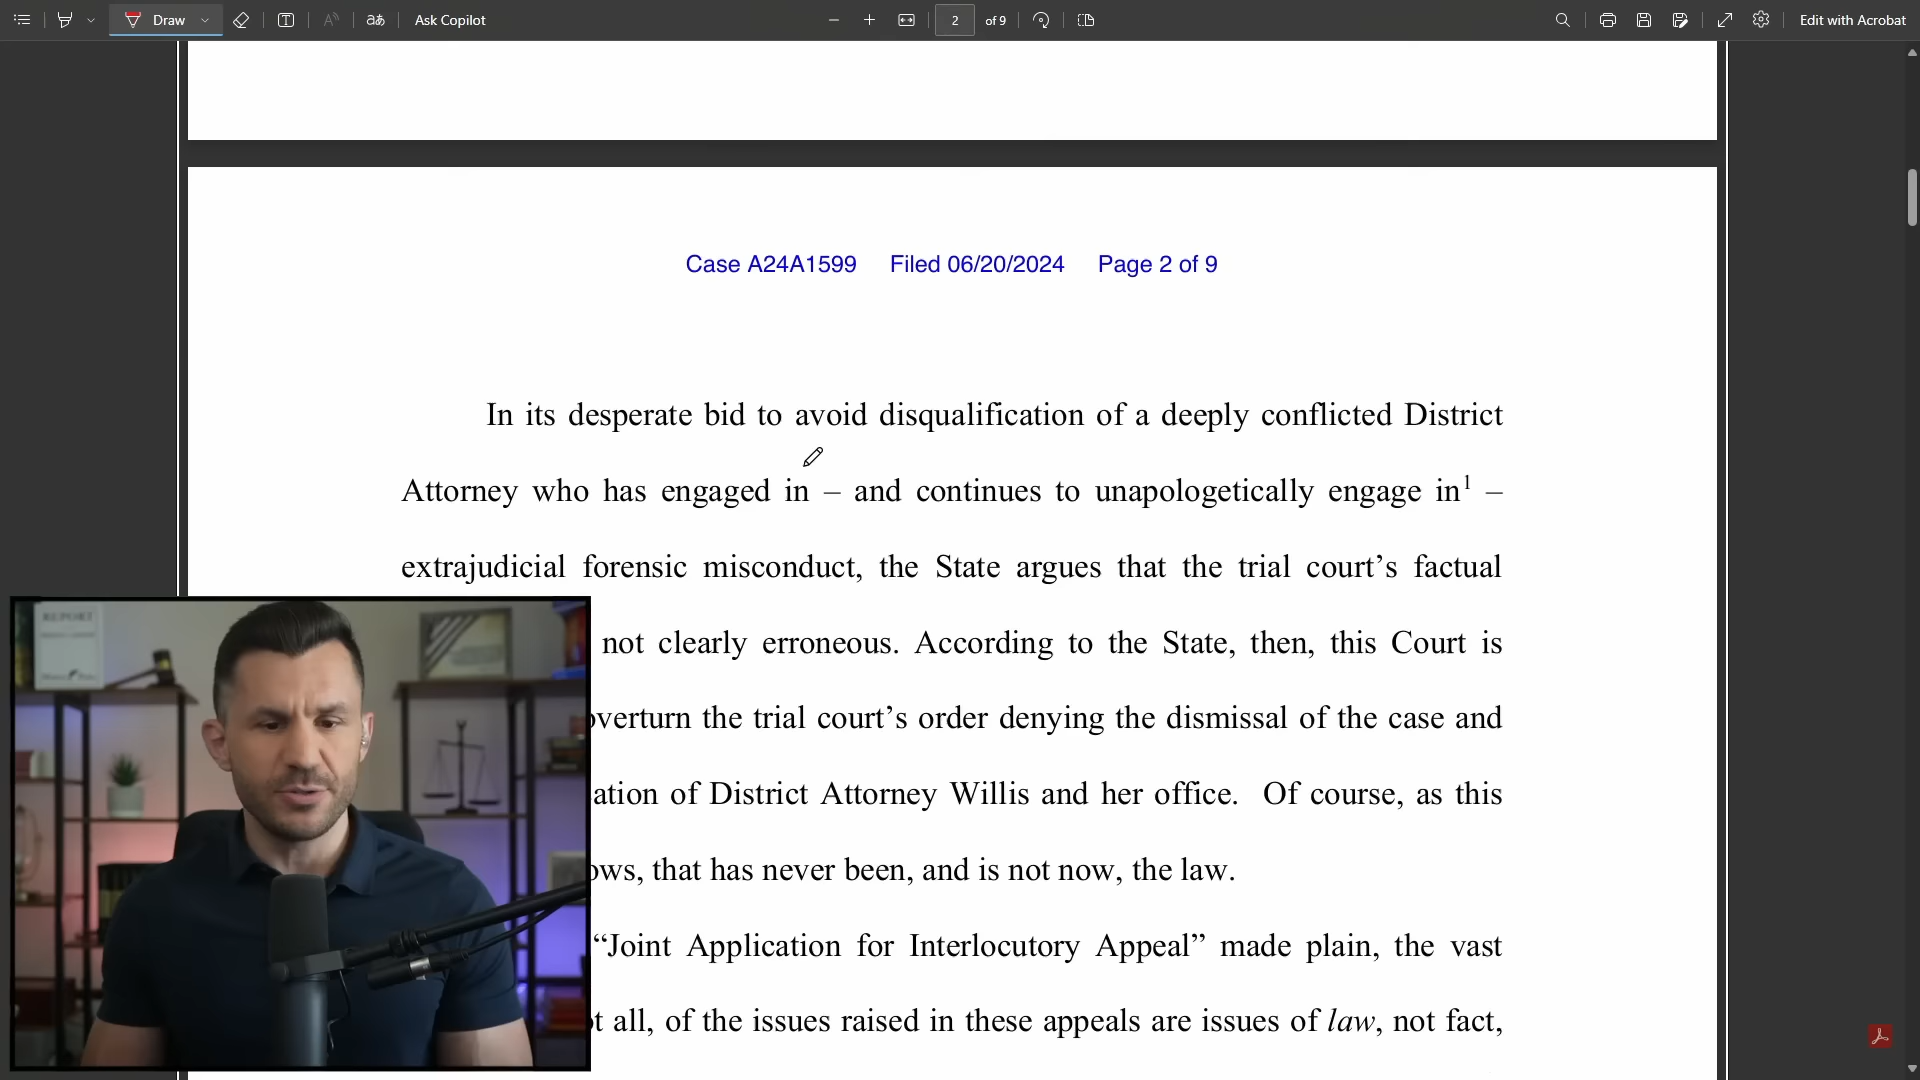 Draw
aあ
Ask Copilot
2 of 9
Edit with Acrobat
Case A24A1599 Filed 06/20/2024 Page 2 of 9
In its desperate bid to avoid disqualification of a deeply conflicted District
Attorney who has engaged in – and continues to unapologetically engage in1 –
extrajudicial forensic misconduct, the State argues that the trial court’s factual
not clearly erroneous. According to the State, then, this Court is
overturn the trial court’s order denying the dismissal of the case and
ation of District Attorney Willis and her office. Of course, as this
ows, that has never been, and is not now, the law.
“Joint Application for Interlocutory Appeal” made plain, the vast
t all, of the issues raised in these appeals are issues of law, not fact,
REPORT